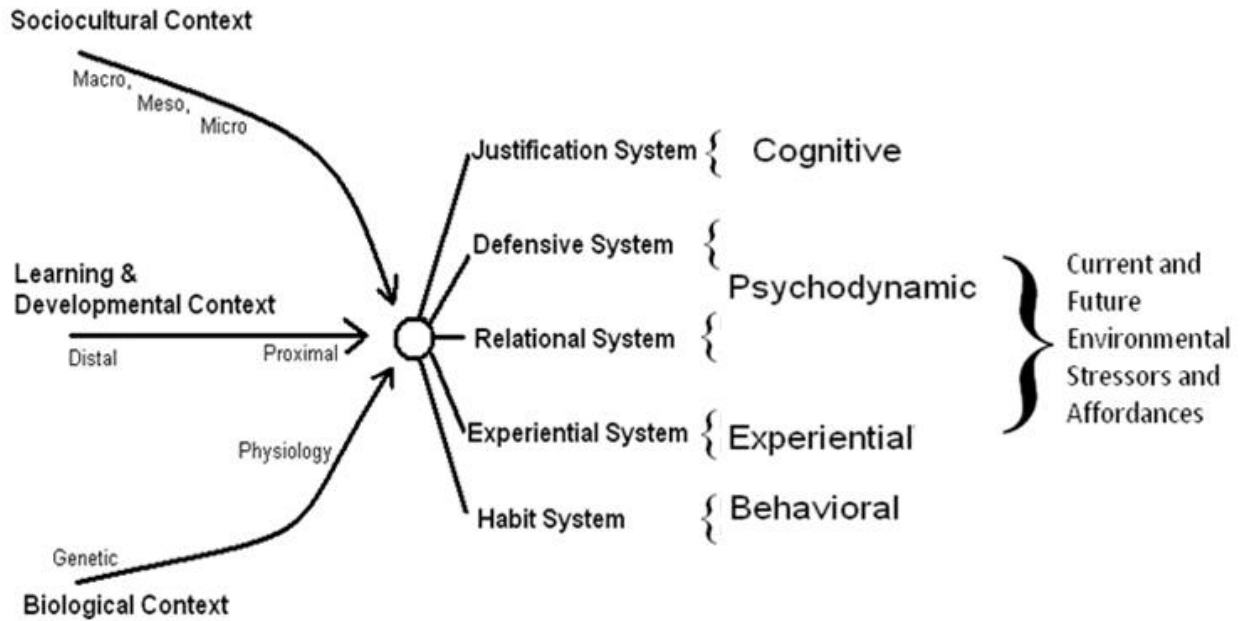 Sociocultural Context
Macro,
Meso,
Micro
Learning &
Developmental Context
Distal
Proximal
Physiology
Genetic
Biological Context
Justification System { Cognitive
Defensive System {
Psychodynamic
Relational System {
Experiential System { Experiential
Habit System { Behavioral
}
Current and
Future
Environmental
Stressors and
Affordances